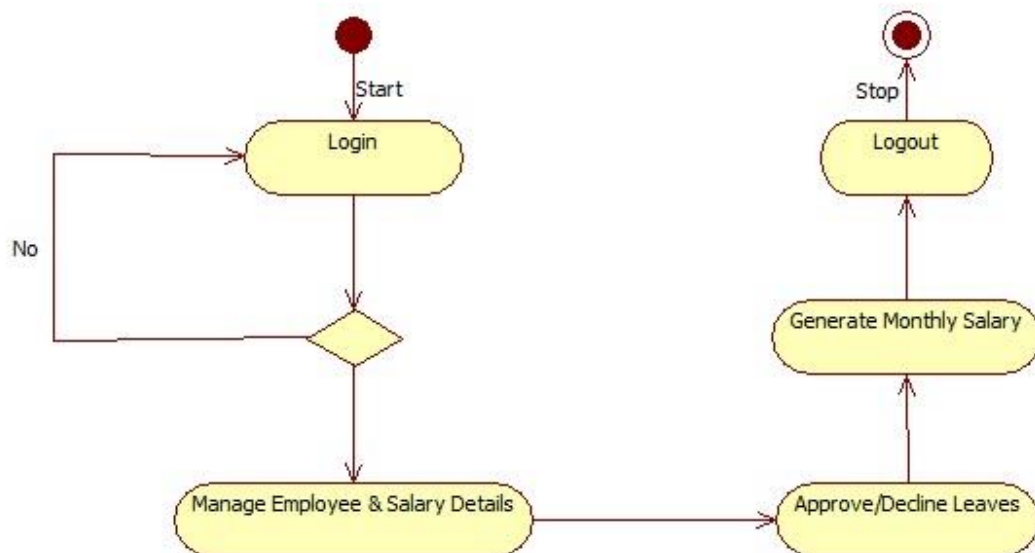 Start
Login
No
Manage Employee & Salary Details
Approve/Decline Leaves
Generate Monthly Salary
Logout
Stop